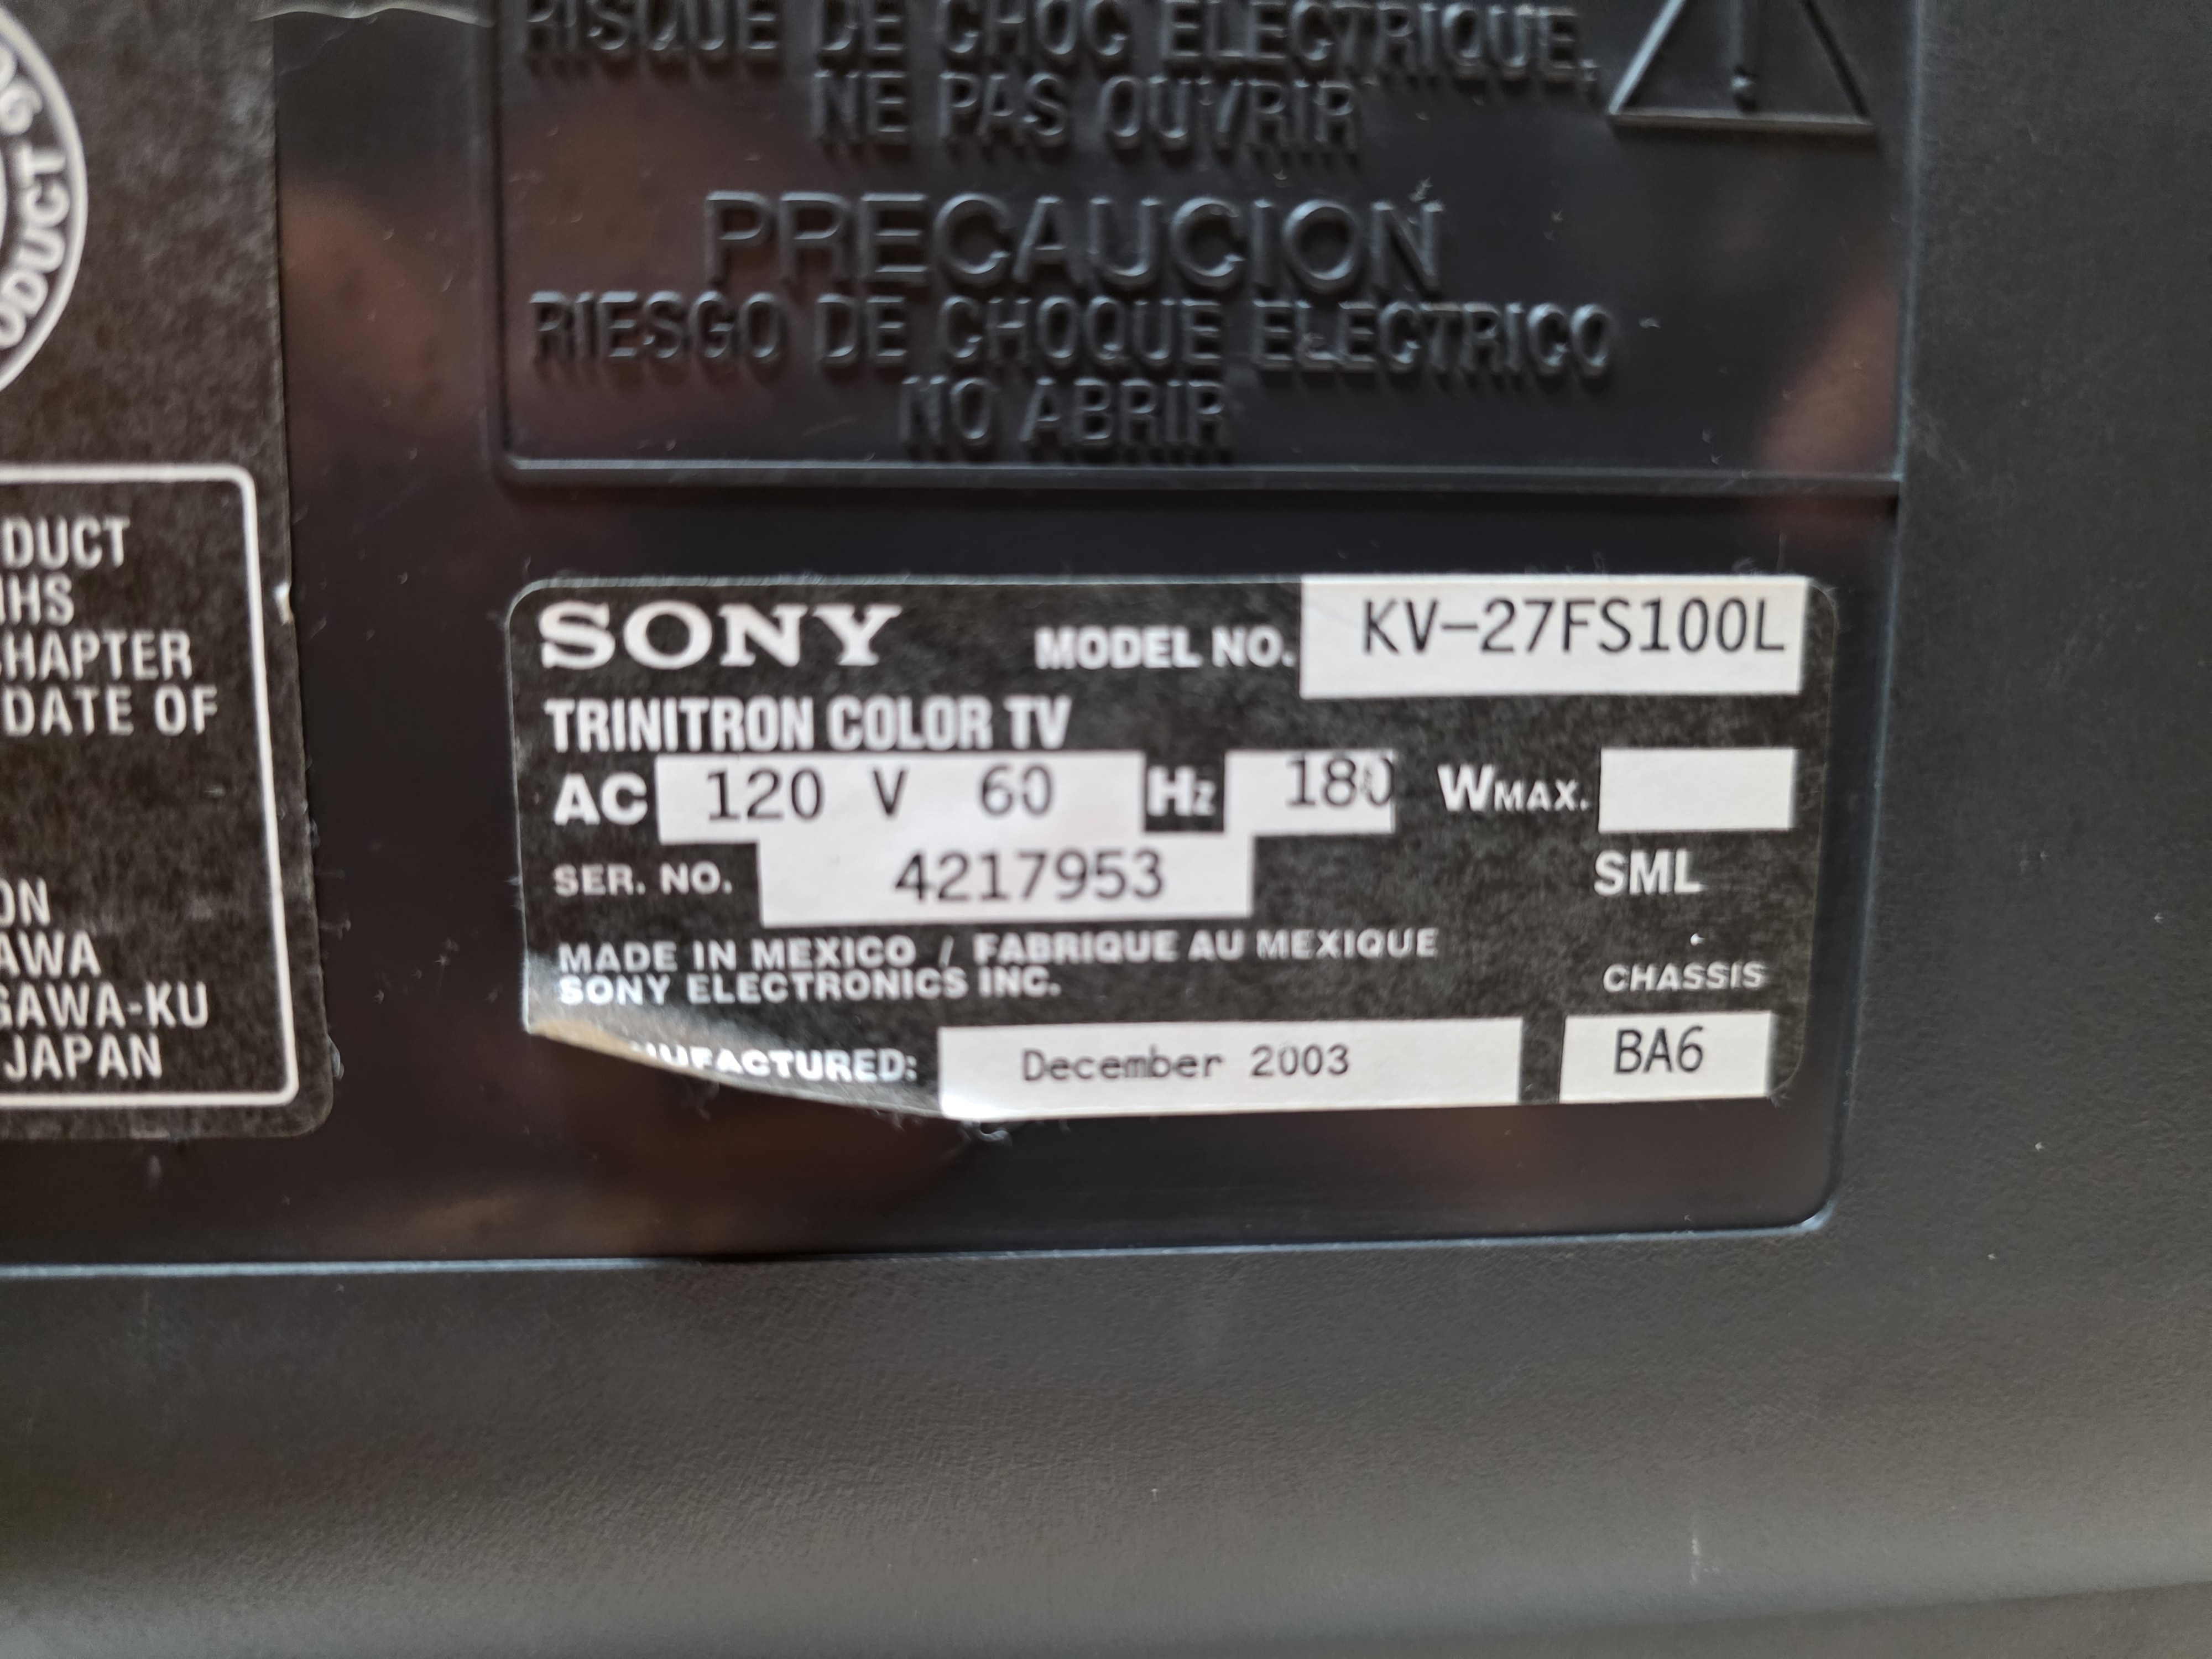 RISQUE DE CHOC ELECTRIQUE,
NE PAS OUVRIR
!
PRECAUCION
RIESGO DE CHOQUE ELECTRICO
NO ABRIR
ODUCT
DUCT
HHS
CHAPTER
DATE OF
ON
AWA
GAWA-KU
JAPAN
SONY MODEL NO. KV-27FS100L
TRINITRON COLOR TV
AC 120 V 60 Hz 180 WMAX.
SER. NO. 4217953 SML
MADE IN MEXICO / FABRIQUE AU MEXIQUE
SONY ELECTRONICS INC. CHASSIS
UFACTURED: December 2003 BA6